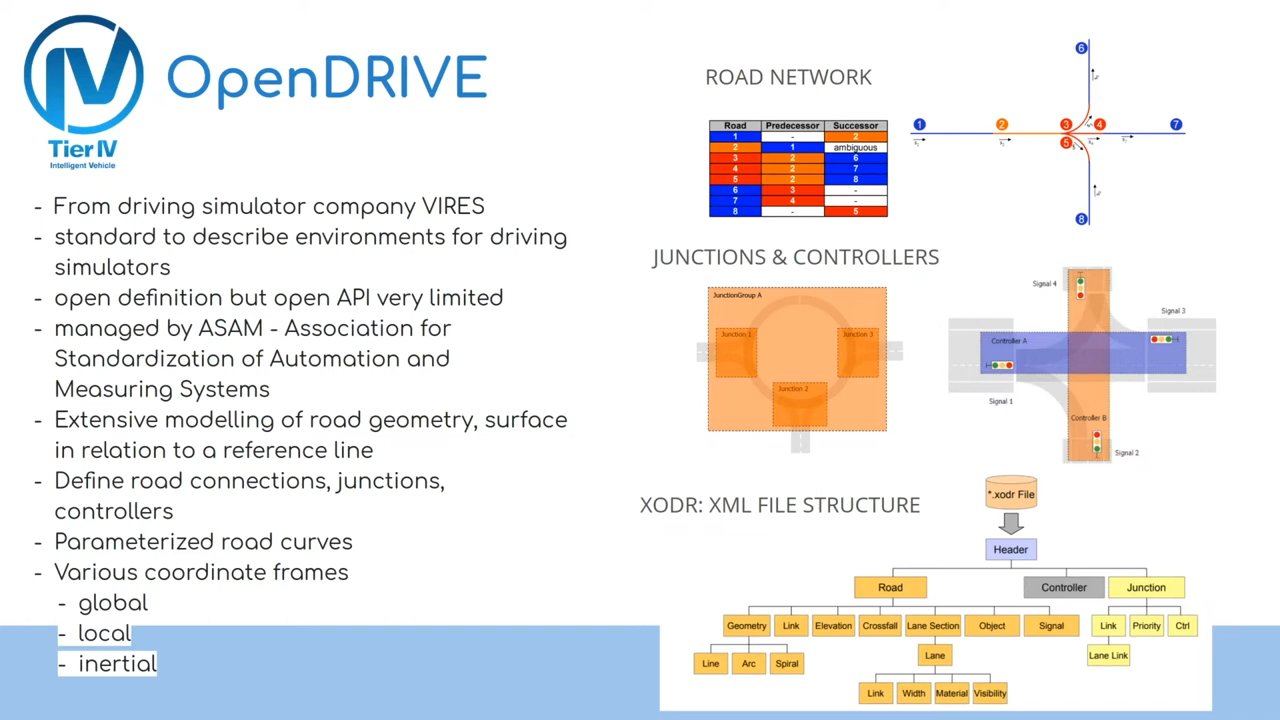 IV
Tier IV
Intelligent Vehicle
OpenDRIVE
- From driving simulator company VIRES
- standard to describe environments for driving
simulators
- open definition but open API very limited
- managed by ASAM - Association for
Standardization of Automation and
Measuring Systems
- Extensive modelling of road geometry, surface
in relation to a reference line
- Define road connections, junctions,
controllers
- Parameterized road curves
- Various coordinate frames
- global
- local
- inertial
ROAD NETWORK
Road Predecessor Successor
1 - 2
2 1 ambiguous
3 2 6
4 2 7
5 2 8
6 3 -
7 4 -
8 - 5
6
1 2 3 4 7
5
8
JUNCTIONS & CONTROLLERS
JunctionGroup A
Junction 1
Junction 3
Junction 2
Signal 4
Signal 3
Controller A
Signal 1
Controller B
Signal 2
XODR: XML FILE STRUCTURE
*.xodr File
Header
Road Controller Junction
Geometry Link Elevation Crossfall Lane Section Object Signal Link Priority Ctrl
Line Arc Spiral Lane Lane Link
Link Width Material Visibility